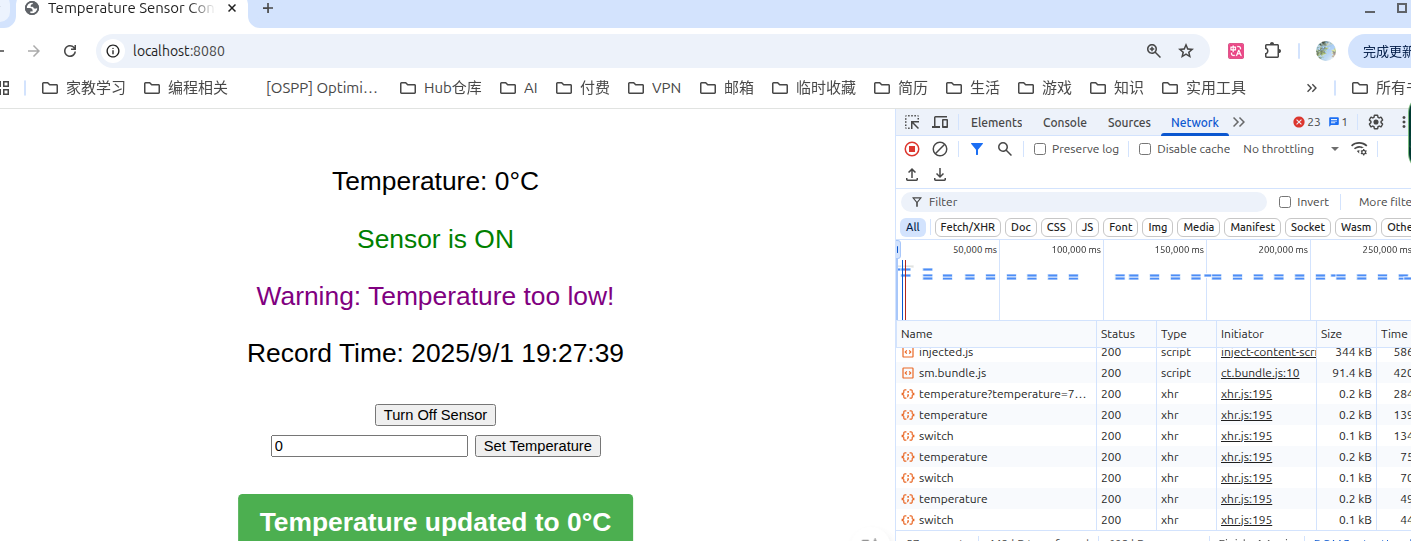 Temperature Sensor Con
localhost:8080
完成更新
家教学习 编程相关 [OSPP] Optimi… Hub仓库 AI 付费 VPN 邮箱 临时收藏 简历 生活 游戏 知识 实用工具 » 所有
Temperature: 0°C
Sensor is ON
Warning: Temperature too low!
Record Time: 2025/9/1 19:27:39
Turn Off Sensor
0 Set Temperature
Temperature updated to 0°C
Elements Console Sources Network 23 1
Preserve log Disable cache No throttling
Filter Invert More filte
All Fetch/XHR Doc CSS JS Font Img Media Manifest Socket Wasm Othe
50,000 ms 100,000 ms 150,000 ms 200,000 ms 250,000 ms
Name Status Type Initiator Size Time
injected.js 200 script inject-content-scri 344 kB 586
sm.bundle.js 200 script ct.bundle.js:10 91.4 kB 420
temperature?temperature=7… 200 xhr xhr.js:195 0.2 kB 284
temperature 200 xhr xhr.js:195 0.2 kB 139
switch 200 xhr xhr.js:195 0.1 kB 134
temperature 200 xhr xhr.js:195 0.2 kB 75
switch 200 xhr xhr.js:195 0.1 kB 70
temperature 200 xhr xhr.js:195 0.2 kB 49
switch 200 xhr xhr.js:195 0.1 kB 44